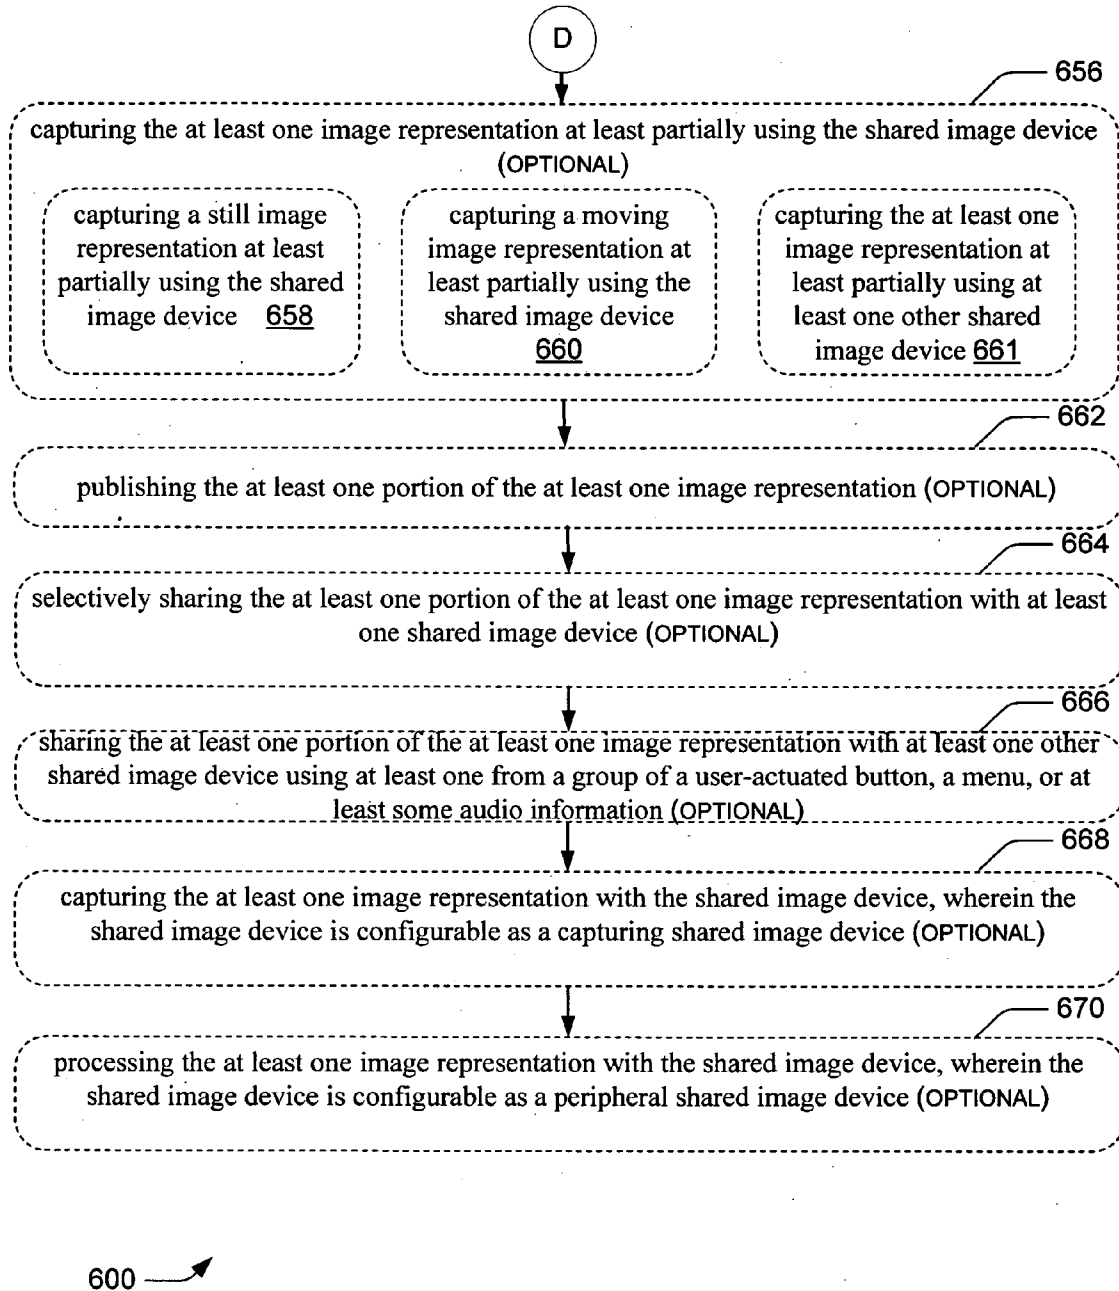 D
656
capturing the at least one image representation at least partially using the shared image device
(OPTIONAL)
capturing a still image
representation at least
partially using the shared
image device 658
capturing a moving
image representation at
least partially using the
shared image device
660
capturing the at least one
image representation at
least partially using at
least one other shared
image device 661
662
publishing the at least one portion of the at least one image representation (OPTIONAL)
664
selectively sharing the at least one portion of the at least one image representation with at least
one shared image device (OPTIONAL)
666
sharing the at least one portion of the at least one image representation with at least one other
shared image device using at least one from a group of a user-actuated button, a menu, or at
least some audio information (OPTIONAL)
668
capturing the at least one image representation with the shared image device, wherein the
shared image device is configurable as a capturing shared image device (OPTIONAL)
670
processing the at least one image representation with the shared image device, wherein the
shared image device is configurable as a peripheral shared image device (OPTIONAL)
600